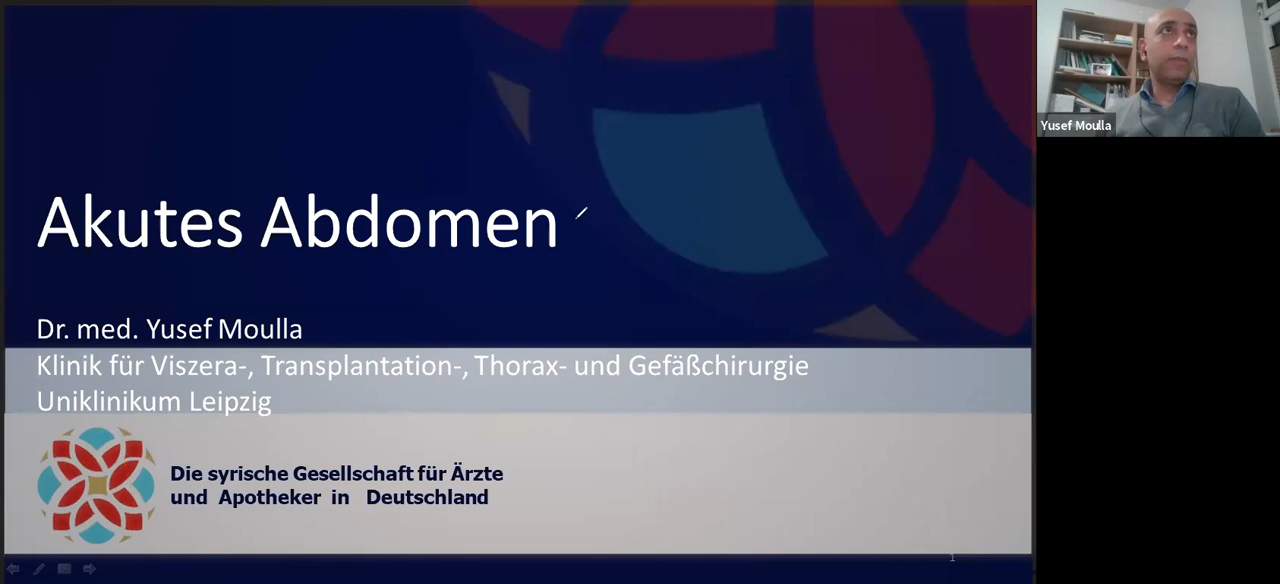 Akutes Abdomen
Dr. med. Yusef Moulla
Klinik für Viszera-, Transplantation-, Thorax- und Gefäßchirurgie
Uniklinikum Leipzig
Die syrische Gesellschaft für Ärzte
und Apotheker in Deutschland
1
Yusef Moulla